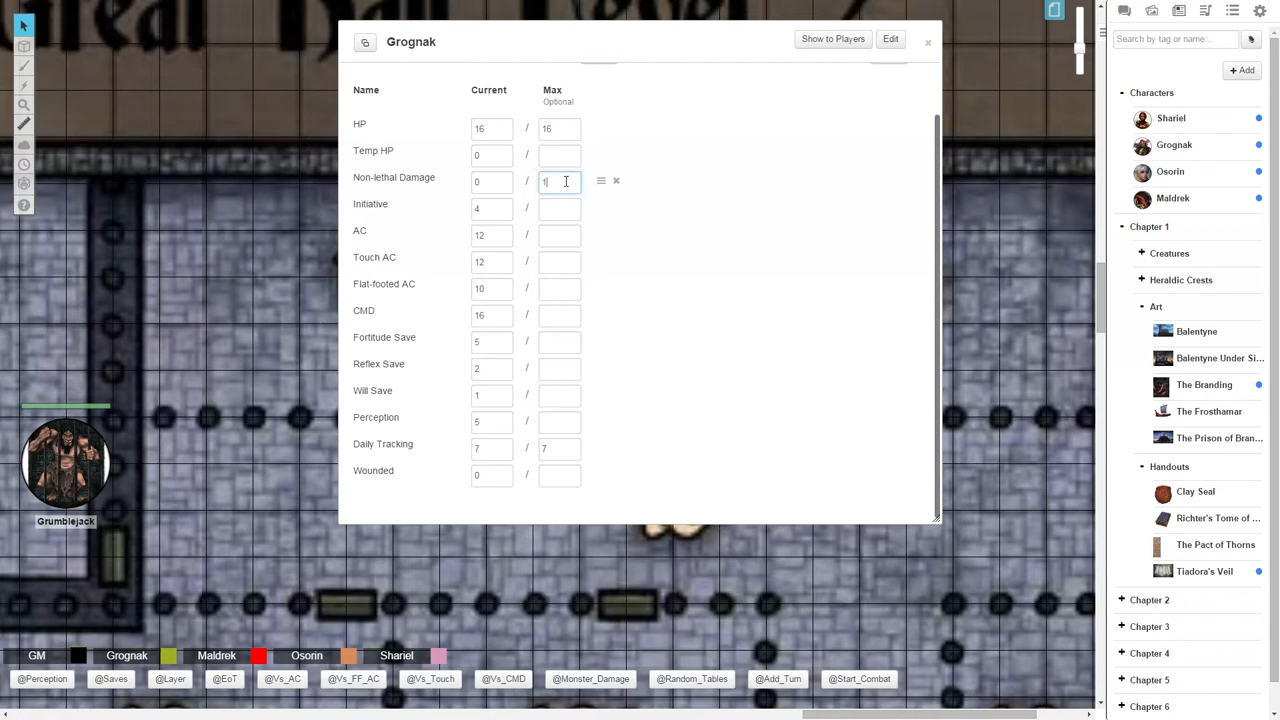 Grognak
Show to Players
Edit
Name
Current
Max
Optional
HP 16 / 16
Temp HP 0 /
Non-lethal Damage 0 / 1
Initiative 4 /
AC 12 /
Touch AC 12 /
Flat-footed AC 10 /
CMD 16 /
Fortitude Save 5 /
Reflex Save 2 /
Will Save 1 /
Perception 5 /
Daily Tracking 7 / 7
Wounded 0 /
Grumblejack
GM Grognak Maldrek Osorin Shariel
@Perception @Saves @Layer @EoT @Vs_AC @Vs_FF_AC @Vs_Touch @Vs_CMD @Monster_Damage @Random_Tables @Add_Turn @Start_Combat
Search by tag or name...
+ Add
- Characters
Shariel
Grognak
Osorin
Maldrek
- Chapter 1
+ Creatures
+ Heraldic Crests
- Art
Balentyne
Balentyne Under Si...
The Branding
The Frosthamar
The Prison of Bran...
- Handouts
Clay Seal
Richter's Tome of ...
The Pact of Thorns
Tiadora's Veil
+ Chapter 2
+ Chapter 3
+ Chapter 4
+ Chapter 5
+ Chapter 6